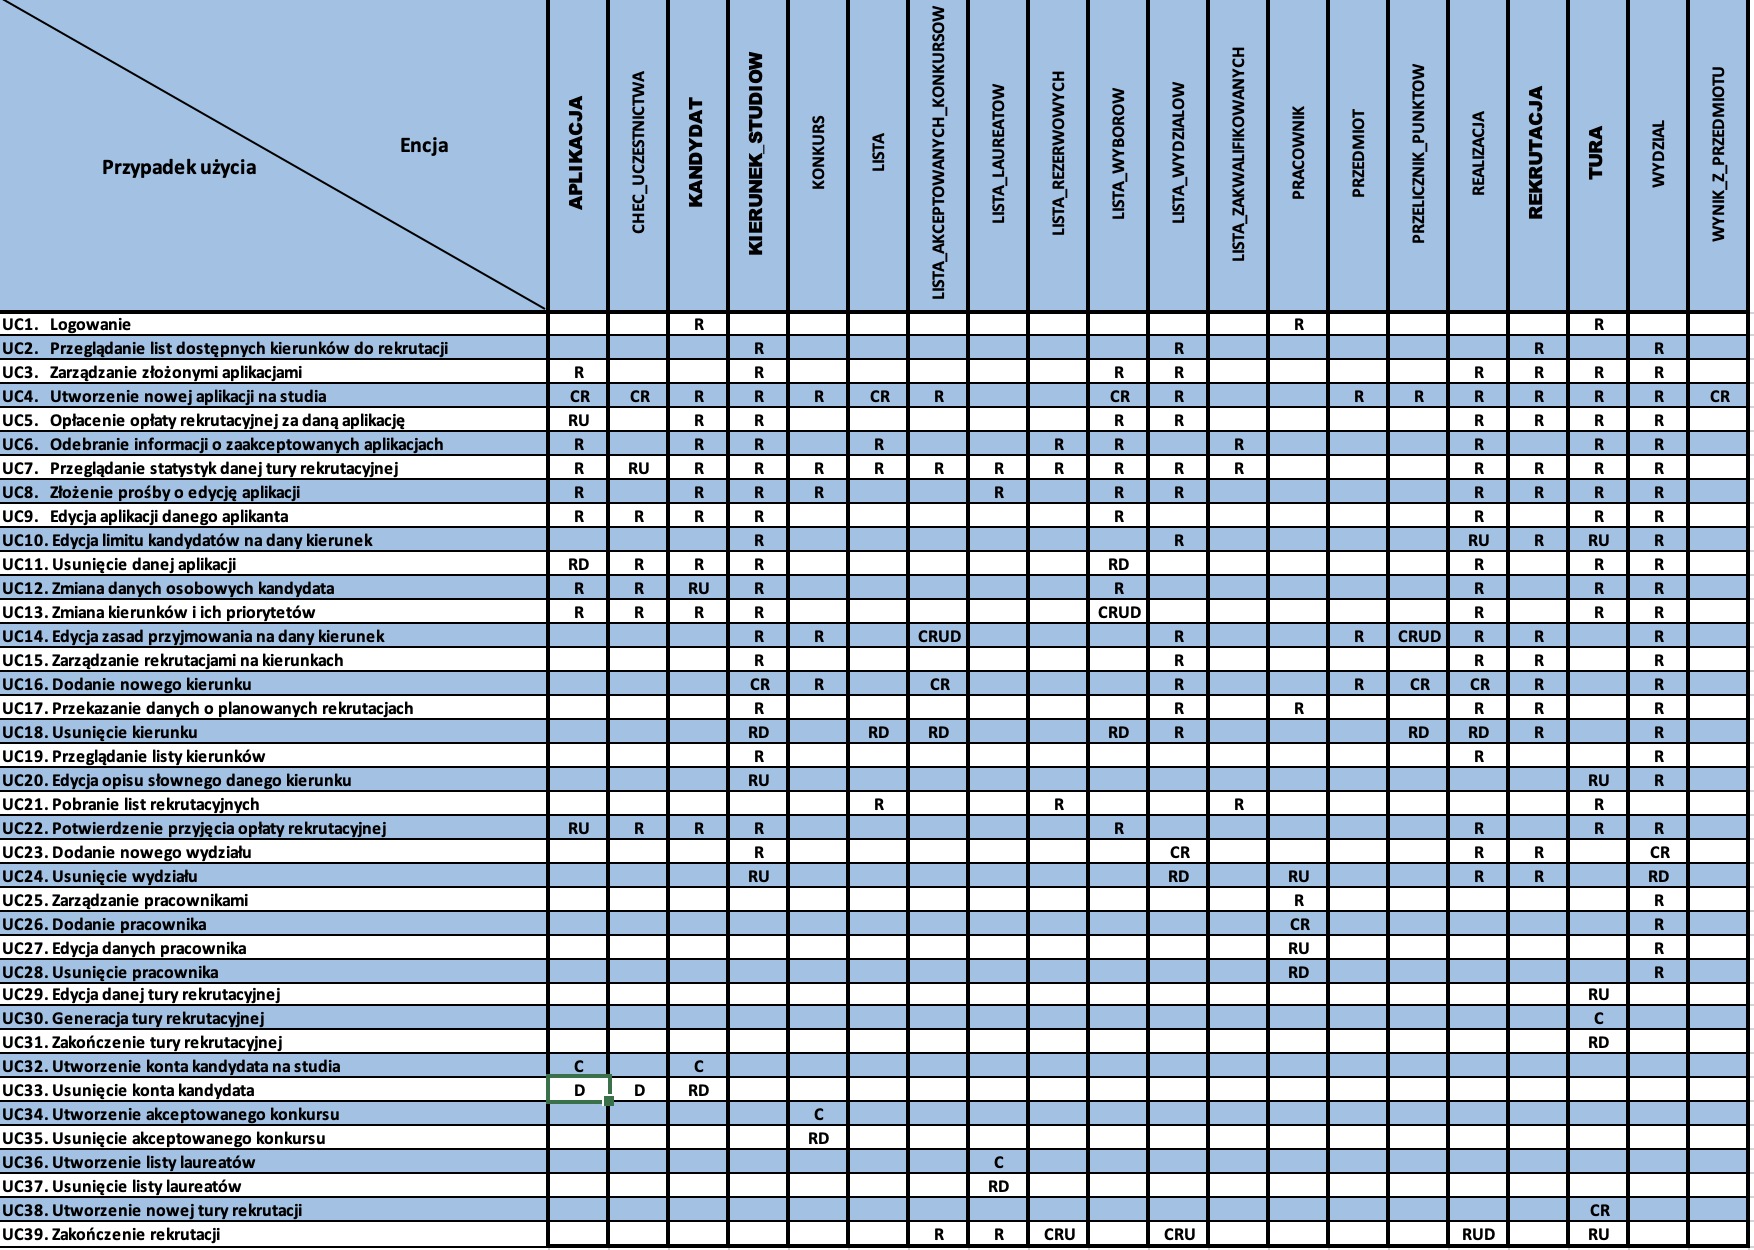 Przypadek użycia
Encja
APLIKACJA
CHEC_UCZESTNICTWA
KANDYDAT
KIERUNEK_STUDIOW
KONKURS
LISTA
LISTA_AKCEPTOWANYCH_KONKURSOW
LISTA_LAUREATOW
LISTA_REZERWOWYCH
LISTA_WYBOROW
LISTA_WYDZIALOW
LISTA_ZAKWALIFIKOWANYCH
PRACOWNIK
PRZEDMIOT
PRZELICZNIK_PUNKTOW
REALIZACJA
REKRUTACJA
TURA
WYDZIAL
WYNIK_Z_PRZEDMIOTU
UC1. Logowanie R R R
UC2. Przeglądanie list dostępnych kierunków do rekrutacji R R R R
UC3. Zarządzanie złożonymi aplikacjami R R R R R R R R
UC4. Utworzenie nowej aplikacji na studia CR CR R R R CR R CR R R R R R R R CR
UC5. Opłacenie opłaty rekrutacyjnej za daną aplikację RU R R R R R R R R
UC6. Odebranie informacji o zaakceptowanych aplikacjach R R R R R R R R R R
UC7. Przeglądanie statystyk danej tury rekrutacyjnej R RU R R R R R R R R R R R R R R
UC8. Złożenie prośby o edycję aplikacji R R R R R R R R R R R
UC9. Edycja aplikacji danego aplikanta R R R R R R R R
UC10. Edycja limitu kandydatów na dany kierunek R R RU R RU R
UC11. Usunięcie danej aplikacji RD R R R RD R R R
UC12. Zmiana danych osobowych kandydata R R RU R R R R R
UC13. Zmiana kierunków i ich priorytetów R R R R CRUD R R R
UC14. Edycja zasad przyjmowania na dany kierunek R R CRUD R R CRUD R R R
UC15. Zarządzanie rekrutacjami na kierunkach R R R R R
UC16. Dodanie nowego kierunku CR R CR R R CR CR R R
UC17. Przekazanie danych o planowanych rekrutacjach R R R R R R
UC18. Usunięcie kierunku RD RD RD RD R RD RD R R
UC19. Przeglądanie listy kierunków R R R
UC20. Edycja opisu słownego danego kierunku RU RU R
UC21. Pobranie list rekrutacyjnych R R R R
UC22. Potwierdzenie przyjęcia opłaty rekrutacyjnej RU R R R R R R R
UC23. Dodanie nowego wydziału R CR R R CR
UC24. Usunięcie wydziału RU RD RU R R RD
UC25. Zarządzanie pracownikami R R
UC26. Dodanie pracownika CR R
UC27. Edycja danych pracownika RU R
UC28. Usunięcie pracownika RD R
UC29. Edycja danej tury rekrutacyjnej RU
UC30. Generacja tury rekrutacyjnej C
UC31. Zakończenie tury rekrutacyjnej RD
UC32. Utworzenie konta kandydata na studia C C
UC33. Usunięcie konta kandydata D D RD
UC34. Utworzenie akceptowanego konkursu C
UC35. Usunięcie akceptowanego konkursu RD
UC36. Utworzenie listy laureatów C
UC37. Usunięcie listy laureatów RD
UC38. Utworzenie nowej tury rekrutacji CR
UC39. Zakończenie rekrutacji R R CRU CRU RUD RU